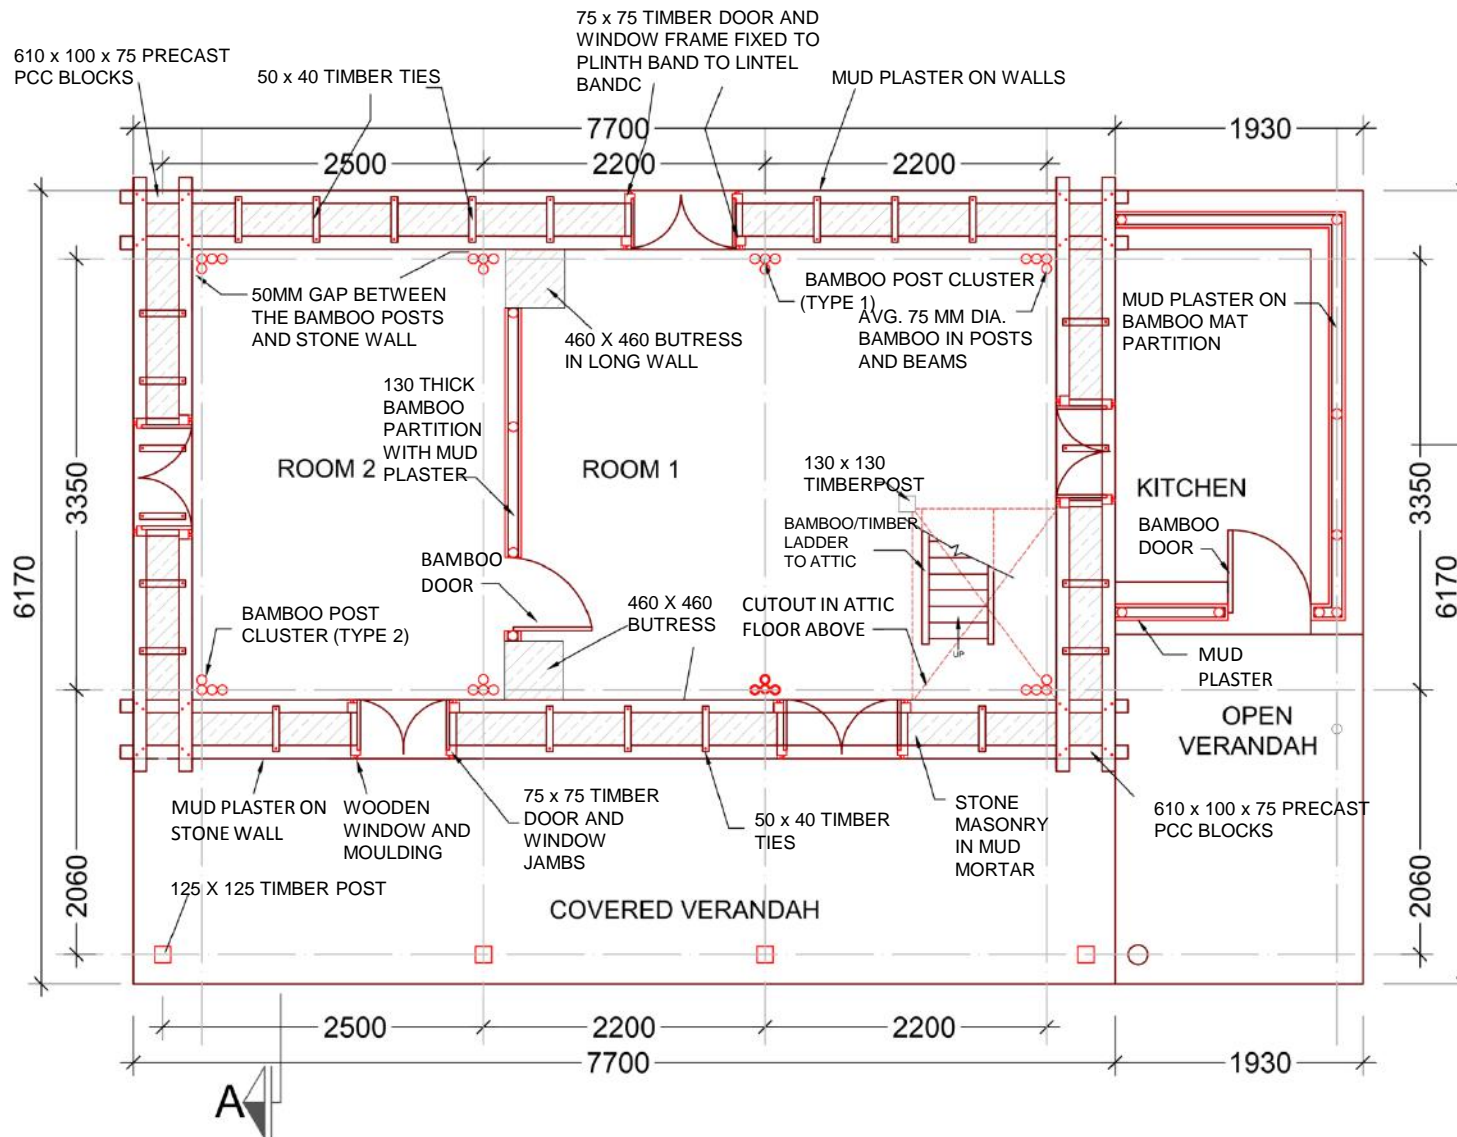 75 x 75 TIMBER DOOR AND
WINDOW FRAME FIXED TO
PLINTH BAND TO LINTEL
BANDC
610 x 100 x 75 PRECAST
PCC BLOCKS
50 x 40 TIMBER TIES
MUD PLASTER ON WALLS
7700
1930
2500
2200
2200
50MM GAP BETWEEN
THE BAMBOO POSTS
AND STONE WALL
460 X 460 BUTRESS
IN LONG WALL
BAMBOO POST CLUSTER
(TYPE 1)
AVG. 75 MM DIA.
BAMBOO IN POSTS
AND BEAMS
MUD PLASTER ON
BAMBOO MAT
PARTITION
130 THICK
BAMBOO
PARTITION
WITH MUD
PLASTER
ROOM 2
ROOM 1
130 x 130
TIMBERPOST
KITCHEN
BAMBOO/TIMBER
LADDER
TO ATTIC
BAMBOO
DOOR
BAMBOO
DOOR
3350
3350
6170
6170
BAMBOO POST
CLUSTER (TYPE 2)
460 X 460
BUTRESS
CUTOUT IN ATTIC
FLOOR ABOVE
UP
MUD
PLASTER
OPEN
VERANDAH
MUD PLASTER ON
STONE WALL
WOODEN
WINDOW AND
MOULDING
75 x 75 TIMBER
DOOR AND
WINDOW
JAMBS
50 x 40 TIMBER
TIES
STONE
MASONRY
IN MUD
MORTAR
610 x 100 x 75 PRECAST
PCC BLOCKS
2060
2060
125 X 125 TIMBER POST
COVERED VERANDAH
2500
2200
2200
7700
1930
A